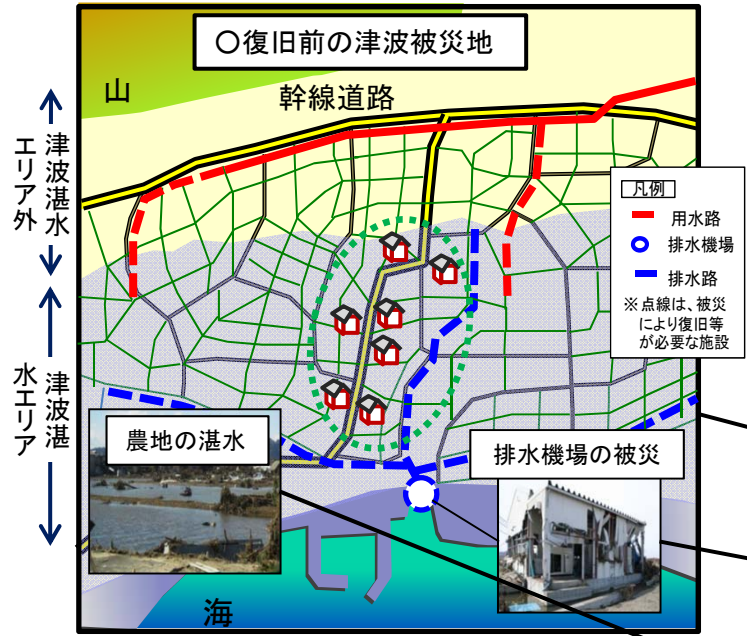 〇復旧前の津波被災地
山
幹線道路
津波湛水
エリア外
凡例
用水路
排水機場
排水路
※点線は、被災
により復旧等
が必要な施設
津波湛
水エリア
農地の湛水
排水機場の被災
海